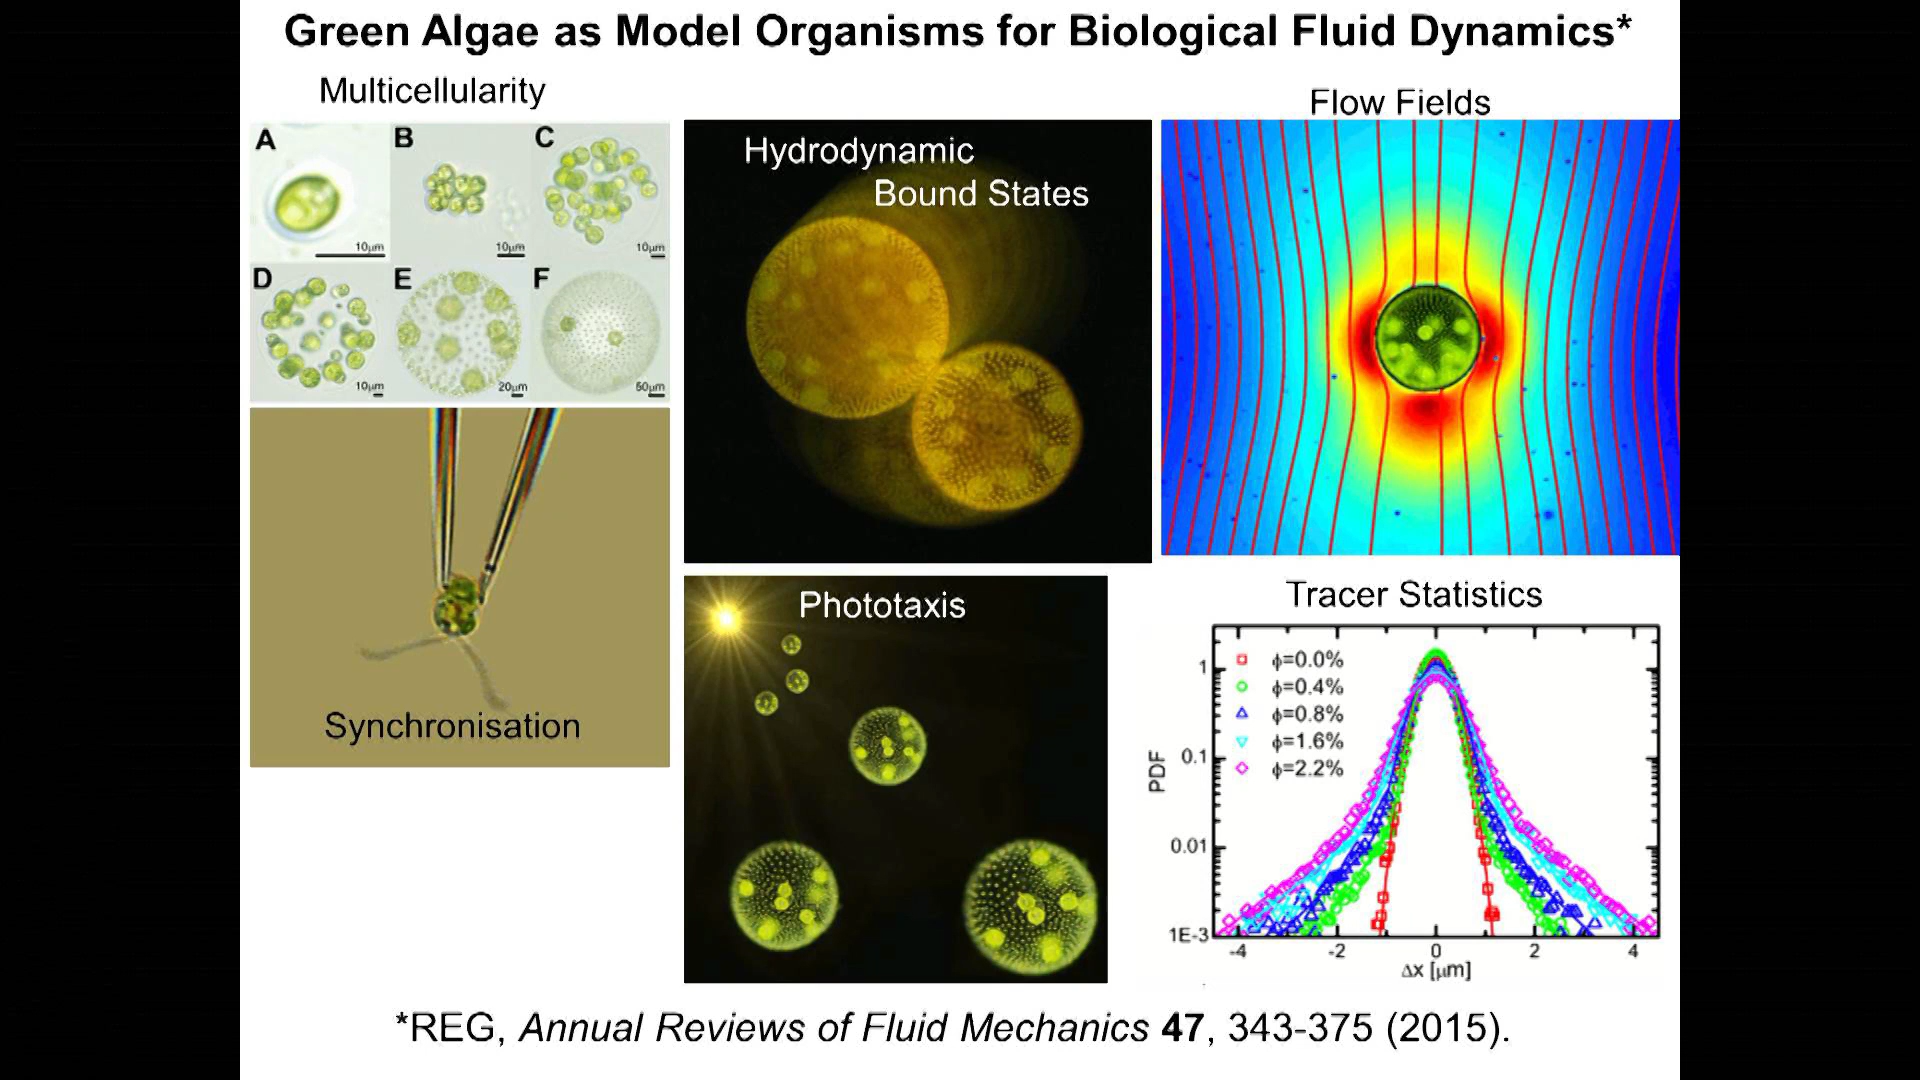 Green Algae as Model Organisms for Biological Fluid Dynamics*
Multicellularity
A
B
C
10μm
10μm
10μm
D
E
F
10μm
20μm
50μm
Synchronisation
Hydrodynamic
Bound States
Phototaxis
Flow Fields
Tracer Statistics
1
0.1
0.01
1E-3
PDF
ϕ=0.0%
ϕ=0.4%
ϕ=0.8%
ϕ=1.6%
ϕ=2.2%
-4
-2
0
2
4
Δx [μm]
*REG, Annual Reviews of Fluid Mechanics 47, 343-375 (2015).